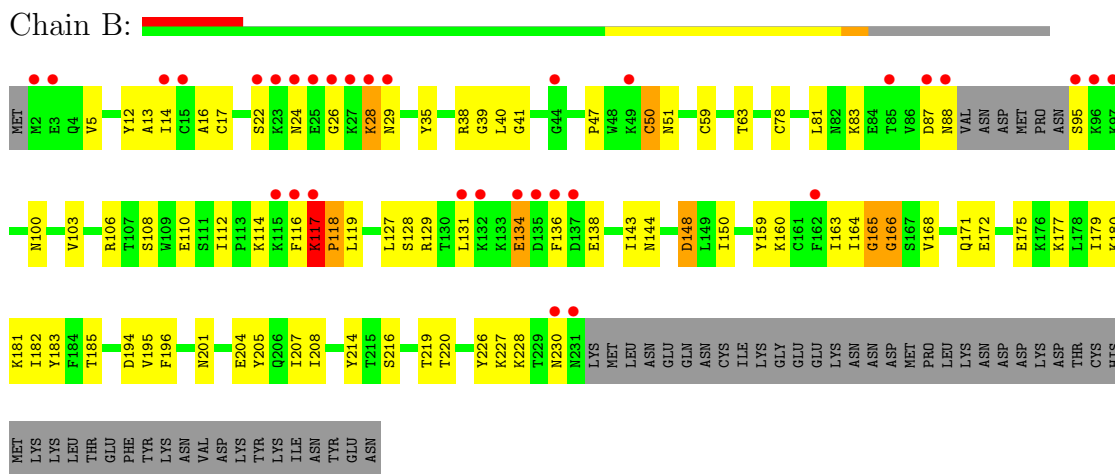 Chain B:
MET M2 E3 Q4 V5 Y12 A13 I14 C15 A16 C17 S22 K23 N24 E25 G26 K27 K28 N29 Y35 R38 G39 L40 G41 G44 P47 W48 K49 C50 N51 C59 T63 C78 L81 N82 K83 E84 T85 V86 D87 N88 VAL ASN ASP MET PRO ASN S95 K96 K97
N100 V103 R106 T107 S108 W109 E110 S111 I112 P113 K114 K115 F116 K117 P118 L119 L127 S128 R129 T130 L131 K132 K133 E134 D135 F136 D137 E138 I143 N144 D148 L149 I150 Y159 K160 C161 F162 I163 I164 G165 G166 S167 V168 Q171 E172 E175 K176 K177 L178 I179 K180
K181 I182 Y183 F184 T185 D194 V195 F196 N201 E204 Y205 Q206 I207 I208 Y214 T215 S216 T219 T220 Y226 K227 K228 T229 N230 N231 LYS MET LEU ASN GLU GLN ASN CYS ILE LYS GLY GLU GLU LYS ASN ASN ASP MET PRO LEU LYS ASN ASP ASP LYS ASP THR CYS HIS
MET LYS LYS LEU THR GLU PHE TYR LYS ASN VAL ASP LYS TYR LYS ILE ASN TYR GLU ASN